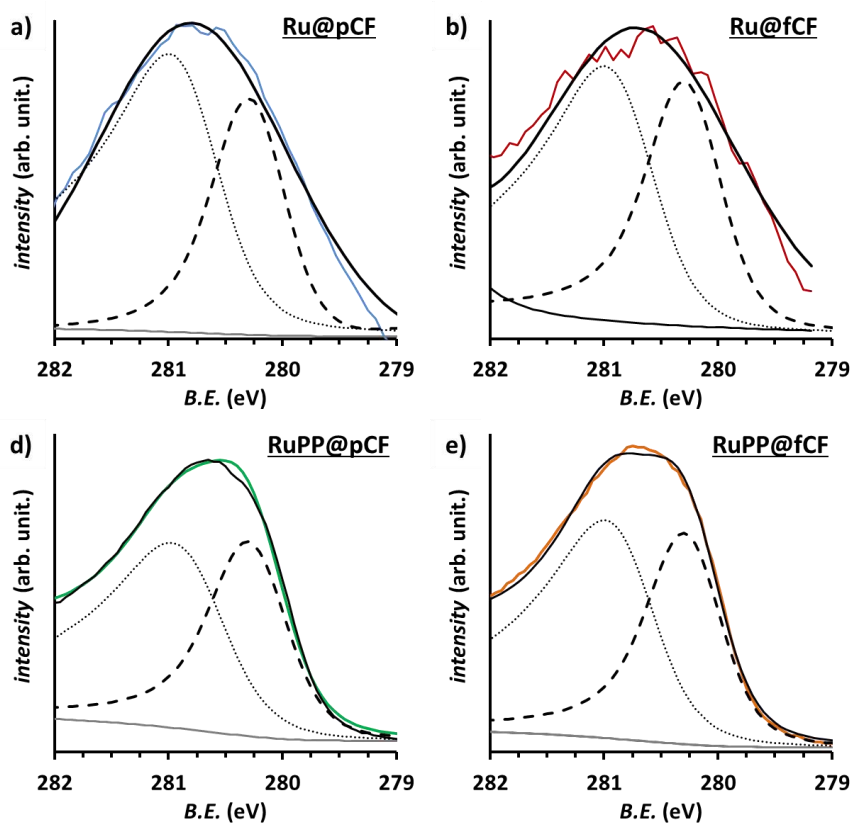 a) Ru@pCF
intensity (arb. unit.)
282 281 280 279
B.E. (eV)
b) Ru@fCF
intensity (arb. unit.)
282 281 280 279
B.E. (eV)
d) RuPP@pCF
intensity (arb. unit.)
282 281 280 279
B.E. (eV)
e) RuPP@fCF
intensity (arb. unit.)
282 281 280 279
B.E. (eV)